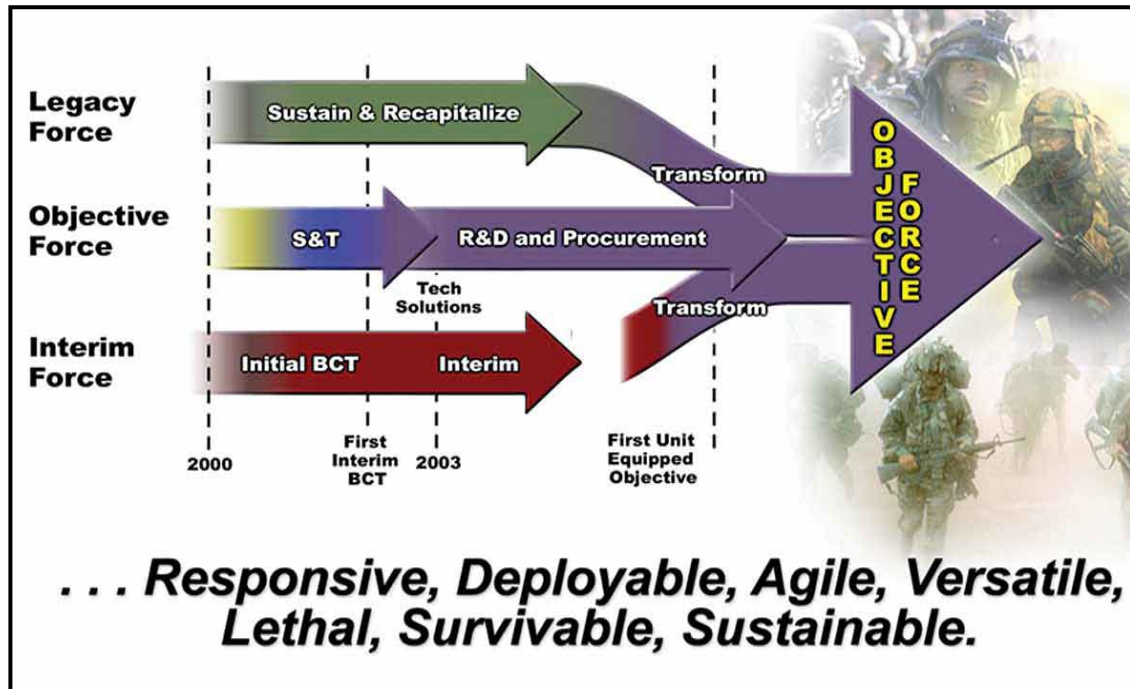 Legacy
Force
Sustain & Recapitalize
Transform
OBJECTIVE
FORCE
Objective
Force
S&T
R&D and Procurement
Tech
Solutions
Transform
Interim
Force
Initial BCT
Interim
2000
First
Interim
BCT
2003
First Unit
Equipped
Objective
. . . Responsive, Deployable, Agile, Versatile,
Lethal, Survivable, Sustainable.